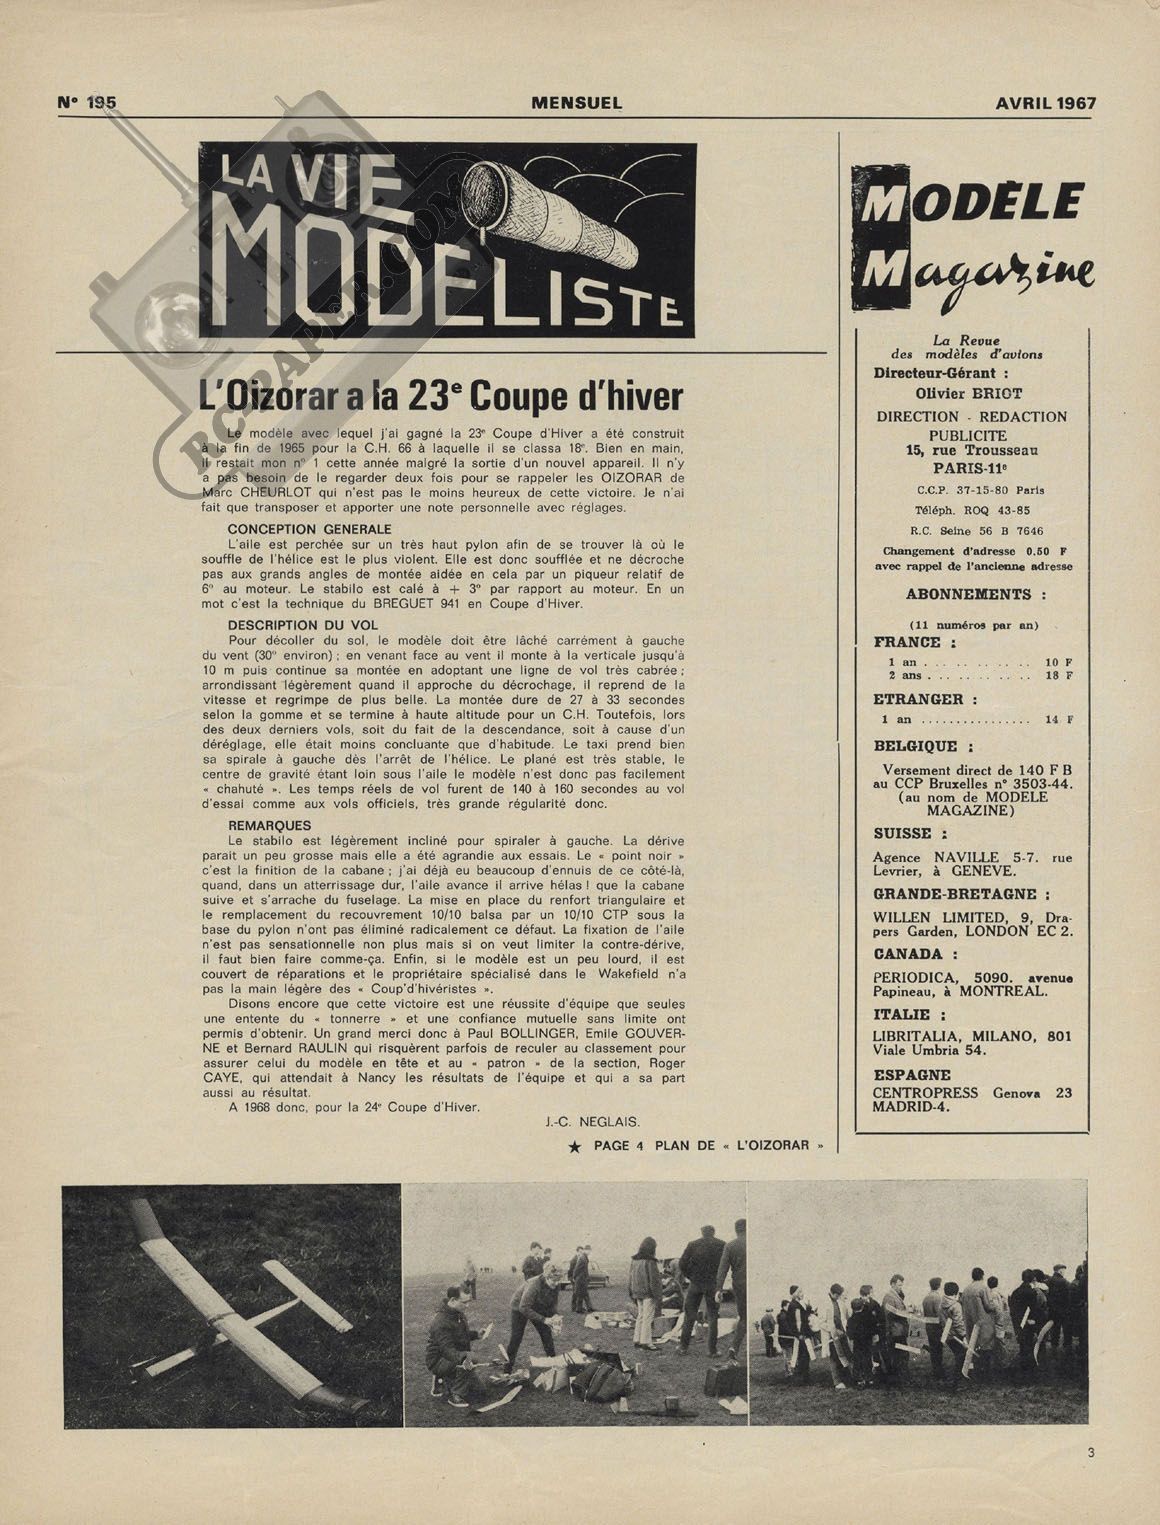 N° 195 MENSUEL AVRIL 1967
LA VIE
MODELISTE
RC-PAPER.COM
L'Oizorar a la 23e Coupe d'hiver
Le modèle avec lequel j'ai gagné la 23e Coupe d'Hiver a été construit
à la fin de 1965 pour la C.H. 66 à laquelle il se classa 18e. Bien en main,
il restait mon n° 1 cette année malgré la sortie d'un nouvel appareil. Il n'y
a pas besoin de le regarder deux fois pour se rappeler les OIZORAR de
Marc CHEURLOT qui n'est pas le moins heureux de cette victoire. Je n'ai
fait que transposer et apporter une note personnelle avec réglages.
CONCEPTION GENERALE
L'aile est perchée sur un très haut pylon afin de se trouver là où le
souffle de l'hélice est le plus violent. Elle est donc soufflée et ne décroche
pas aux grands angles de montée aidée en cela par un piqueur relatif de
6° au moteur. Le stabilo est calé à + 3° par rapport au moteur. En un
mot c'est la technique du BREGUET 941 en Coupe d'Hiver.
DESCRIPTION DU VOL
Pour décoller du sol, le modèle doit être lâché carrément à gauche
du vent (30° environ) ; en venant face au vent il monte à la verticale jusqu'à
10 m puis continue sa montée en adoptant une ligne de vol très cabrée ;
arrondissant légèrement quand il approche du décrochage, il reprend de la
vitesse et regrimpe de plus belle. La montée dure de 27 à 33 secondes
selon la gomme et se termine à haute altitude pour un C.H. Toutefois, lors
des deux derniers vols, soit du fait de la descendance, soit à cause d'un
déréglage, elle était moins concluante que d'habitude. Le taxi prend bien
sa spirale à gauche dès l'arrêt de l'hélice. Le plané est très stable, le
centre de gravité étant loin sous l'aile le modèle n'est donc pas facilement
« chahuté ». Les temps réels de vol furent de 140 à 160 secondes au vol
d'essai comme aux vols officiels, très grande régularité donc.
REMARQUES
Le stabilo est légèrement incliné pour spiraler à gauche. La dérive
parait un peu grosse mais elle a été agrandie aux essais. Le « point noir »
c'est la finition de la cabane ; j'ai déjà eu beaucoup d'ennuis de ce côté-là,
quand, dans un atterrissage dur, l'aile avance il arrive hélas ! que la cabane
suive et s'arrache du fuselage. La mise en place du renfort triangulaire et
le remplacement du recouvrement 10/10 balsa par un 10/10 CTP sous la
base du pylon n'ont pas éliminé radicalement ce défaut. La fixation de l'aile
n'est pas sensationnelle non plus mais si on veut limiter la contre-dérive,
il faut bien faire comme-ça. Enfin, si le modèle est un peu lourd, il est
couvert de réparations et le propriétaire spécialisé dans le Wakefield n'a
pas la main légère des « Coup'd'hivéristes ».
Disons encore que cette victoire est une réussite d'équipe que seules
une entente du « tonnerre » et une confiance mutuelle sans limite ont
permis d'obtenir. Un grand merci donc à Paul BOLLINGER, Emile GOUVER-
NE et Bernard RAULIN qui risquèrent parfois de reculer au classement pour
assurer celui du modèle en tête et au « patron » de la section, Roger
CAYE, qui attendait à Nancy les résultats de l'équipe et qui a sa part
aussi au résultat.
A 1968 donc, pour la 24e Coupe d'Hiver.
J.-C. NEGLAIS.
★ PAGE 4 PLAN DE « L'OIZORAR »
MODÈLE
Magazine
La Revue
des modèles d'avions
Directeur-Gérant :
Olivier BRIOT
DIRECTION - REDACTION
PUBLICITE
15, rue Trousseau
PARIS-11e
C.C.P. 37-15-80 Paris
Téléph. ROQ 43-85
R.C. Seine 56 B 7646
Changement d'adresse 0.50 F
avec rappel de l'ancienne adresse
ABONNEMENTS :
(11 numéros par an)
FRANCE :
1 an . . . . . . . . . . . 10 F
2 ans . . . . . . . . . . . 18 F
ETRANGER :
1 an ............... 14 F
BELGIQUE :
Versement direct de 140 F B
au CCP Bruxelles n° 3503-44.
(au nom de MODELE
MAGAZINE)
SUISSE :
Agence NAVILLE 5-7. rue
Levrier, à GENEVE.
GRANDE-BRETAGNE :
WILLEN LIMITED, 9, Dra-
pers Garden, LONDON EC 2.
CANADA :
PERIODICA, 5090. avenue
Papineau, à MONTREAL.
ITALIE :
LIBRITALIA, MILANO, 801
Viale Umbria 54.
ESPAGNE
CENTROPRESS Genova 23
MADRID-4.
3